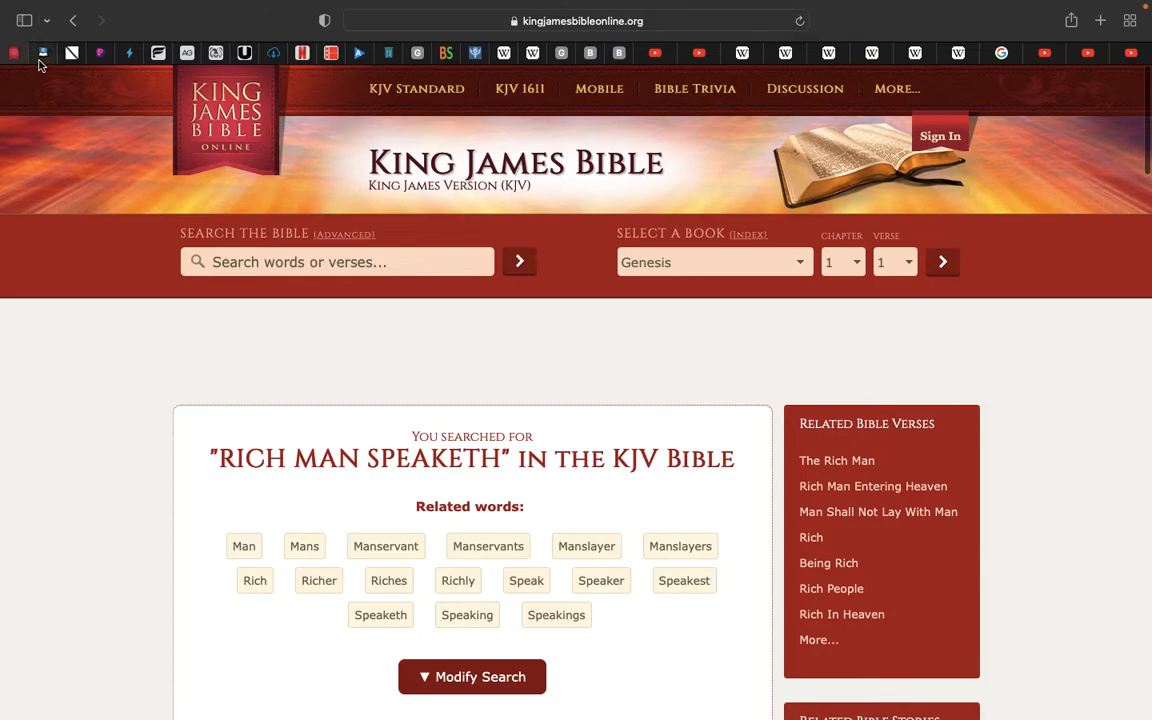 kingjamesbibleonline.org
KING
JAMES
BIBLE
ONLINE
KJV Standard KJV 1611 Mobile Bible Trivia Discussion More...
Sign In
King James Bible
King James Version (KJV)
Search the Bible (Advanced)
Search words or verses...
Select a Book (Index) Chapter Verse
Genesis 1 1
You searched for
"RICH MAN SPEAKETH" in the KJV Bible
Related words:
Man Mans Manservant Manservants Manslayer Manslayers
Rich Richer Riches Richly Speak Speaker Speakest
Speaketh Speaking Speakings
▼ Modify Search
Related Bible Verses
The Rich Man
Rich Man Entering Heaven
Man Shall Not Lay With Man
Rich
Being Rich
Rich People
Rich In Heaven
More...
Related Bible Stories